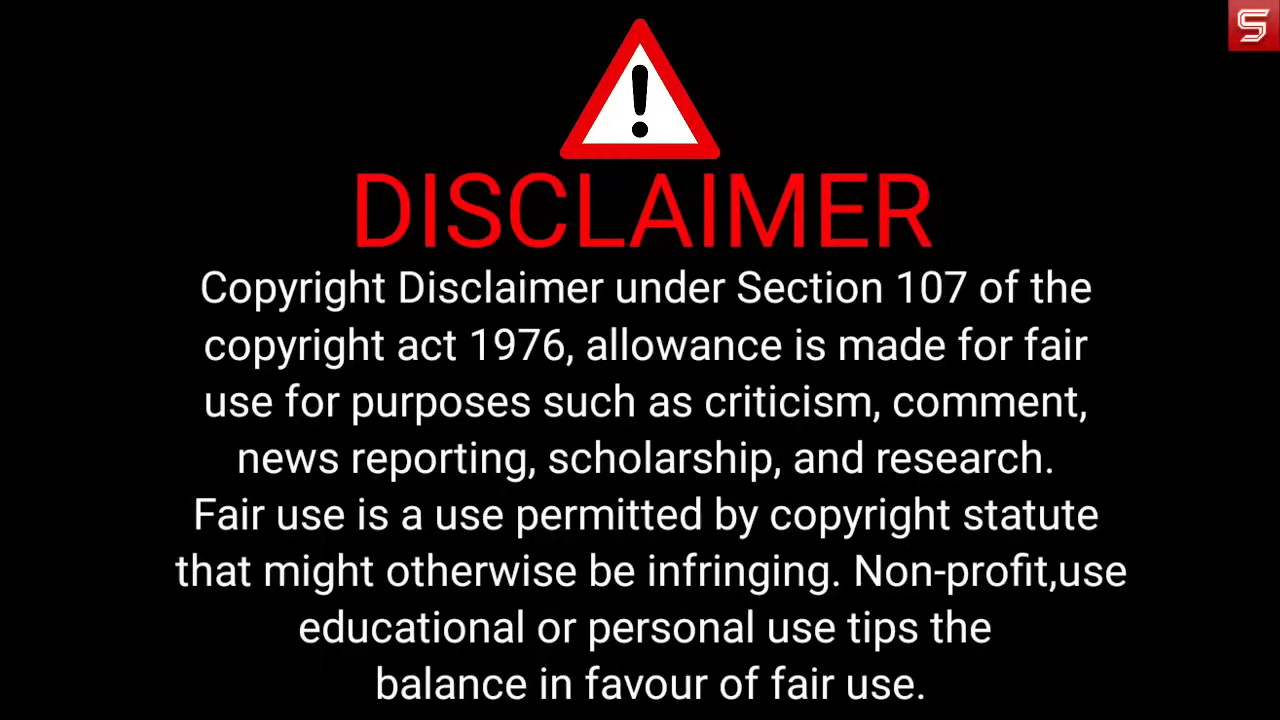 S
DISCLAIMER
Copyright Disclaimer under Section 107 of the
copyright act 1976, allowance is made for fair
use for purposes such as criticism, comment,
news reporting, scholarship, and research.
Fair use is a use permitted by copyright statute
that might otherwise be infringing. Non-profit,use
educational or personal use tips the
balance in favour of fair use.